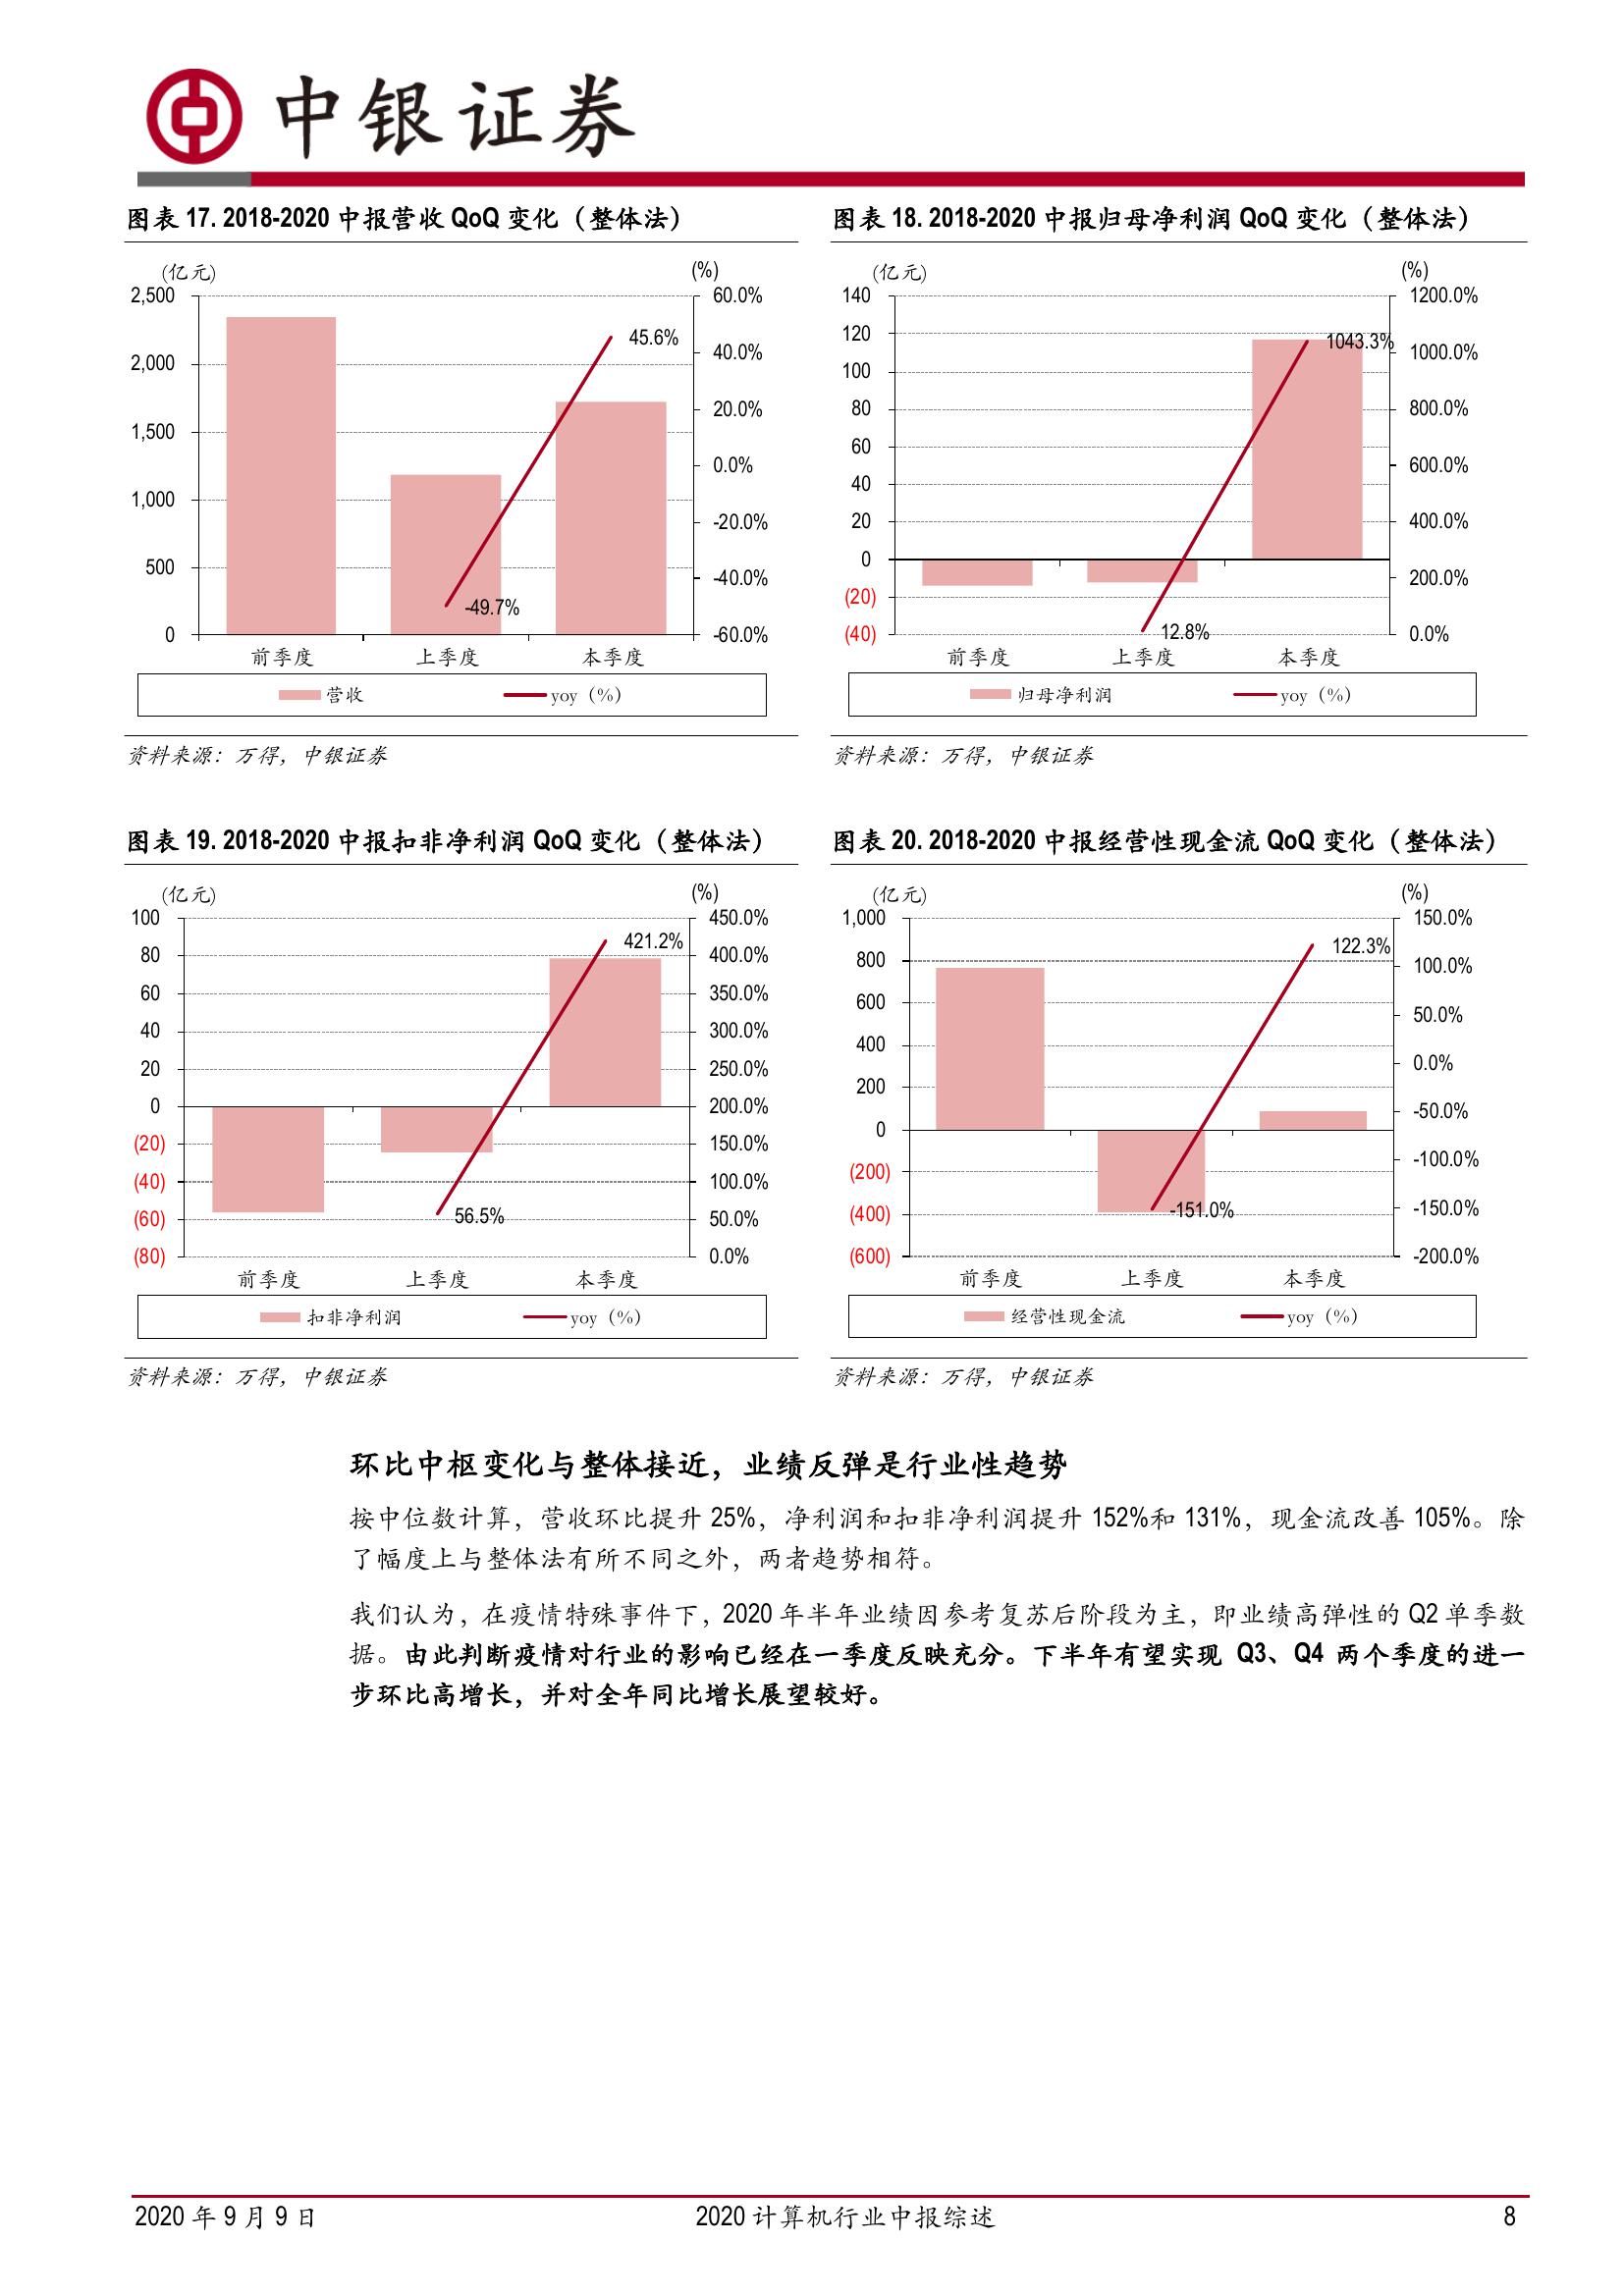 中银证券
图表 17. 2018-2020 中报营收 QoQ 变化（整体法）
(亿元)
(%)
2,500
2,000
1,500
1,000
500
0
60.0%
40.0%
20.0%
0.0%
-20.0%
-40.0%
-60.0%
45.6%
-49.7%
前季度 上季度 本季度
营收 yoy（%）
资料来源：万得，中银证券
图表 18. 2018-2020 中报归母净利润 QoQ 变化（整体法）
(亿元)
(%)
140
120
100
80
60
40
20
0
(20)
(40)
1200.0%
1000.0%
800.0%
600.0%
400.0%
200.0%
0.0%
1043.3%
12.8%
前季度 上季度 本季度
归母净利润 yoy（%）
资料来源：万得，中银证券
图表 19. 2018-2020 中报扣非净利润 QoQ 变化（整体法）
(亿元)
(%)
100
80
60
40
20
0
(20)
(40)
(60)
(80)
450.0%
400.0%
350.0%
300.0%
250.0%
200.0%
150.0%
100.0%
50.0%
0.0%
421.2%
56.5%
前季度 上季度 本季度
扣非净利润 yoy（%）
资料来源：万得，中银证券
图表 20. 2018-2020 中报经营性现金流 QoQ 变化（整体法）
(亿元)
(%)
1,000
800
600
400
200
0
(200)
(400)
(600)
150.0%
100.0%
50.0%
0.0%
-50.0%
-100.0%
-150.0%
-200.0%
122.3%
-151.0%
前季度 上季度 本季度
经营性现金流 yoy（%）
资料来源：万得，中银证券
环比中枢变化与整体接近，业绩反弹是行业性趋势
按中位数计算，营收环比提升 25%，净利润和扣非净利润提升 152%和 131%，现金流改善 105%。除
了幅度上与整体法有所不同之外，两者趋势相符。
我们认为，在疫情特殊事件下，2020 年半年业绩因参考复苏后阶段为主，即业绩高弹性的 Q2 单季数
据。由此判断疫情对行业的影响已经在一季度反映充分。下半年有望实现 Q3、Q4 两个季度的进一
步环比高增长，并对全年同比增长展望较好。
2020 年 9 月 9 日 2020 计算机行业中报综述 8